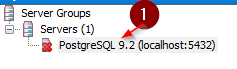 1
Server Groups
Servers (1)
PostgreSQL 9.2 (localhost:5432)